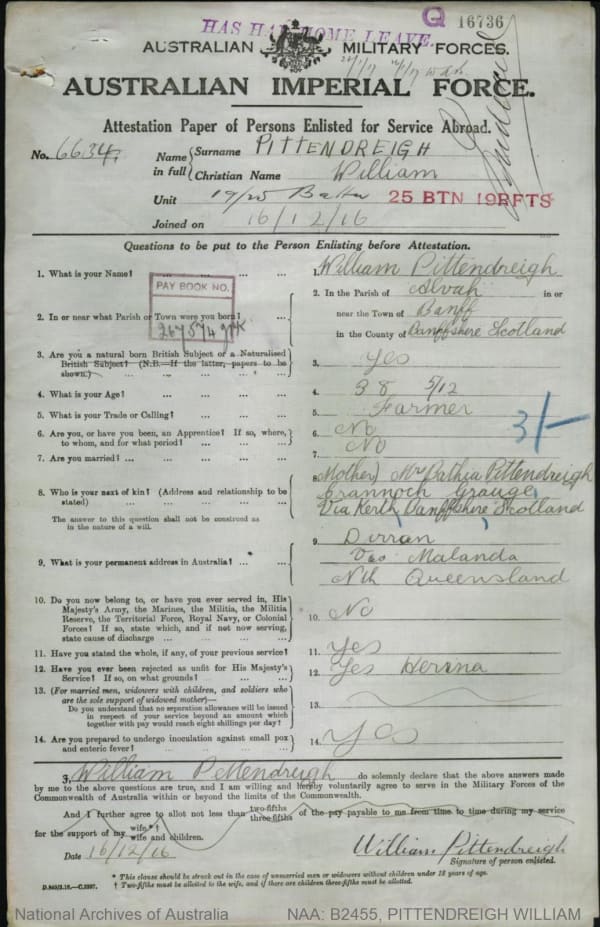 HAS HAD HOME LEAVE.
Q 16736
AUSTRALIAN MILITARY FORCES.
AUSTRALIAN IMPERIAL FORCE.
Attestation Paper of Persons Enlisted for Service Abroad.
No. 6634
Name in full { Surname PITTENDREIGH
Christian Name William
Unit 19/25 Battn 25 BTN 19RFTS
Joined on 16/12/16
Questions to be put to the Person Enlisting before Attestation.
1. What is your Name? ... ... ... ... 1. William Pittendreigh
PAY BOOK NO.
267574
2. In or near what Parish or Town were you born? 2. In the Parish of Alvah in or
near the Town of Banff
in the County of Banffshire Scotland
3. Are you a natural born British Subject or a Naturalised
British Subject? (N.B.—If the latter, papers to be
shown.) ... ... ... ... 3. Yes
4. What is your Age? ... ... ... ... 4. 38 5/12
5. What is your Trade or Calling? ... ... ... 5. Farmer
3/-
6. Are you, or have you been, an Apprentice? If so, where,
to whom, and for what period? ... ... ... 6. No
7. Are you married? ... ... ... ... 7. No
8. Who is your next of kin? (Address and relationship to be
stated) ... ... ... ...
The answer to this question shall not be construed as
in the nature of a will.
8. (Mother) Mrs Bathia Pittendreigh
Crannoch Grange
Via Keith Banffshire Scotland
9. What is your permanent address in Australia? ... 9. Dirran
Via Malanda
Nth Queensland
10. Do you now belong to, or have you ever served in, His
Majesty's Army, the Marines, the Militia, the Militia
Reserve, the Territorial Force, Royal Navy, or Colonial
Forces? If so, state which, and if not now serving,
state cause of discharge ... ... ... 10. No
11. Have you stated the whole, if any, of your previous service? 11. Yes
12. Have you ever been rejected as unfit for His Majesty's
Service? If so, on what grounds? ... ... 12. Yes Hernia
13. (For married men, widowers with children, and soldiers who
are the sole support of widowed mother)—
Do you understand that no separation allowance will be issued
in respect of your service beyond an amount which
together with pay would reach eight shillings per day? 13.
14. Are you prepared to undergo inoculation against small pox
and enteric fever? ... ... ... ... 14. Yes
I, William Pittendreigh do solemnly declare that the above answers made
by me to the above questions are true, and I am willing and hereby voluntarily agree to serve in the Military Forces of the
Commonwealth of Australia within or beyond the limits of the Commonwealth.
And I further agree to allot not less than two-fifths three-fifths of the pay payable to me from time to time during my service
for the support of my wife*† wife and children.
Date 16/12/16 William Pittendreigh
Signature of person enlisted.
* This clause should be struck out in the case of unmarried men or widowers without children under 18 years of age.
† Two-fifths must be allotted to the wife, and if there are children three-fifths must be allotted.
National Archives of Australia NAA: B2455, PITTENDREIGH WILLIAM